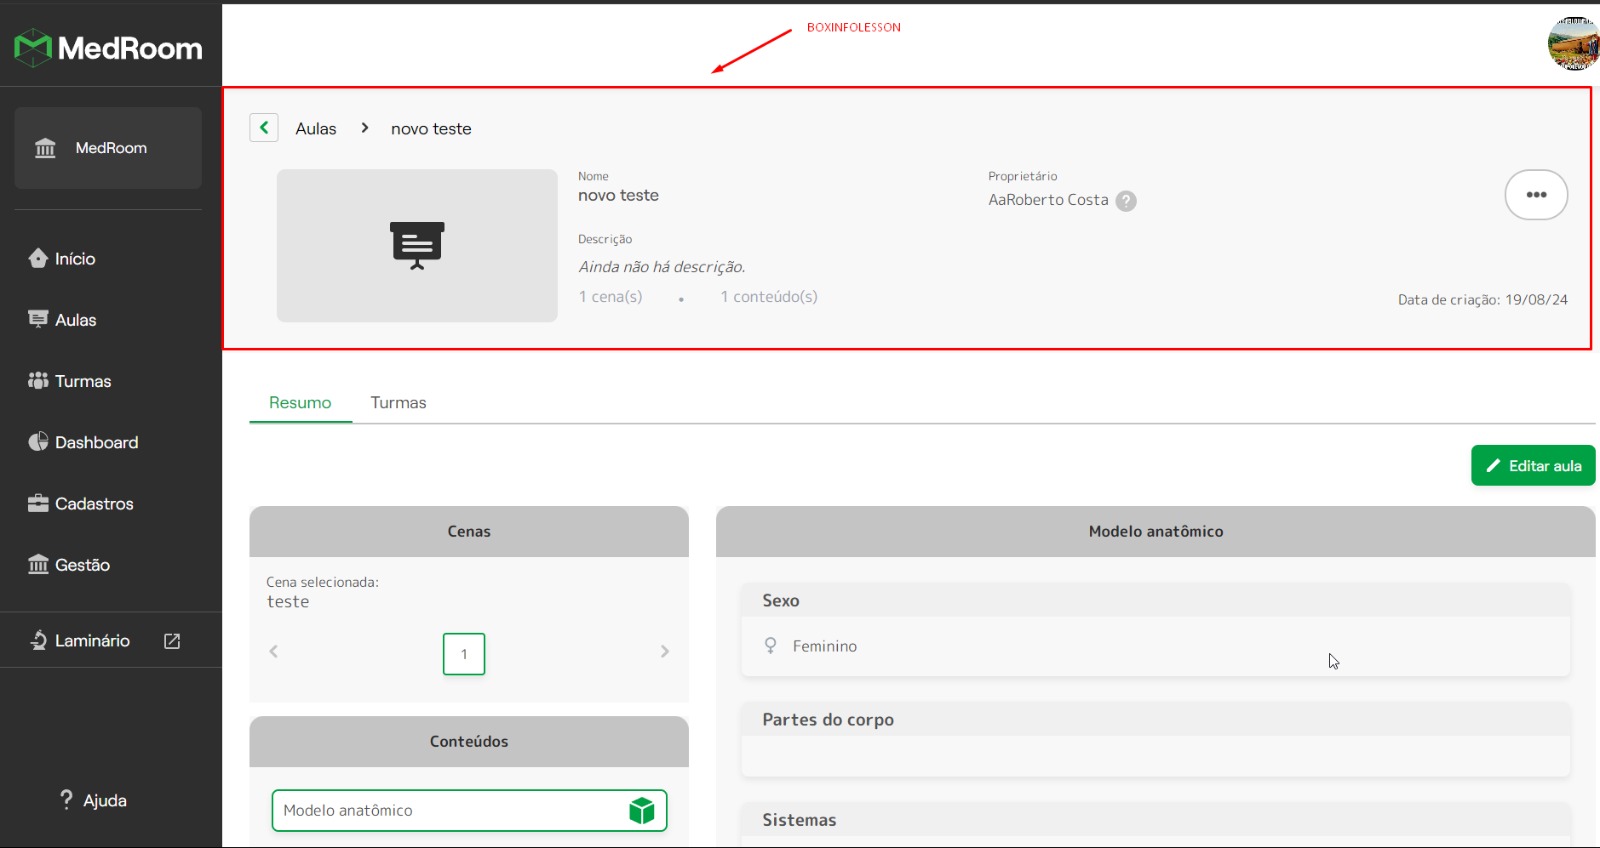 BOXINFOLESSON
MedRoom
MedRoom
Início
Aulas
Turmas
Dashboard
Cadastros
Gestão
Laminário
? Ajuda
Aulas > novo teste
Nome
novo teste
Proprietário
AaRoberto Costa ?
•••
Descrição
Ainda não há descrição.
1 cena(s) • 1 conteúdo(s)
Data de criação: 19/08/24
Resumo Turmas
Editar aula
Cenas
Cena selecionada:
teste
< 1 >
Conteúdos
Modelo anatômico
Modelo anatômico
Sexo
Feminino
Partes do corpo
Sistemas